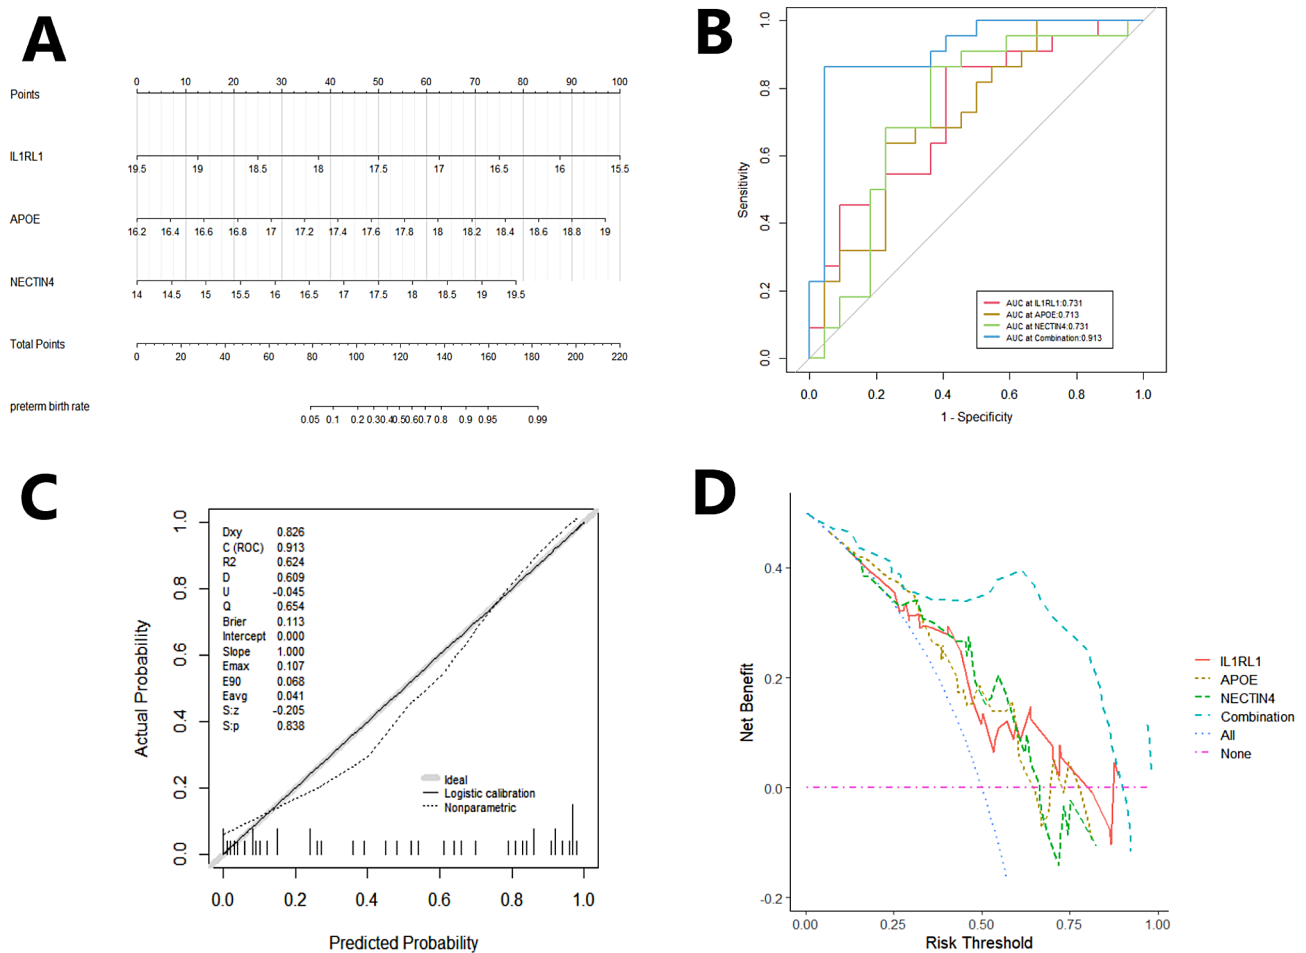 A
0 10 20 30 40 50 60 70 80 90 100
Points
IL1RL1
19.5 19 18.5 18 17.5 17 16.5 16 15.5
APOE
16.2 16.4 16.6 16.8 17 17.2 17.4 17.6 17.8 18 18.2 18.4 18.6 18.8 19
NECTIN4
14 14.5 15 15.5 16 16.5 17 17.5 18 18.5 19 19.5
Total Points
0 20 40 60 80 100 120 140 160 180 200 220
preterm birth rate
0.05 0.1 0.2 0.30 0.4 0.50 0.60 0.7 0.8 0.9 0.95 0.99
B
1.0
0.8
0.6
0.4
0.2
0.0
Sensitivity
AUC at IL1RL1:0.731
AUC at APOE:0.713
AUC at NECTIN4:0.731
AUC at Combination:0.913
0.0 0.2 0.4 0.6 0.8 1.0
1 - Specificity
C
1.0
0.8
0.6
0.4
0.2
0.0
Actual Probability
Dxy 0.826
C (ROC) 0.913
R2 0.624
D 0.609
U -0.045
Q 0.654
Brier 0.113
Intercept 0.000
Slope 1.000
Emax 0.107
E90 0.068
Eavg 0.041
S:z -0.205
S:p 0.838
Ideal
Logistic calibration
Nonparametric
0.0 0.2 0.4 0.6 0.8 1.0
Predicted Probability
D
0.4
0.2
0.0
-0.2
Net Benefit
IL1RL1
APOE
NECTIN4
Combination
All
None
0.00 0.25 0.50 0.75 1.00
Risk Threshold